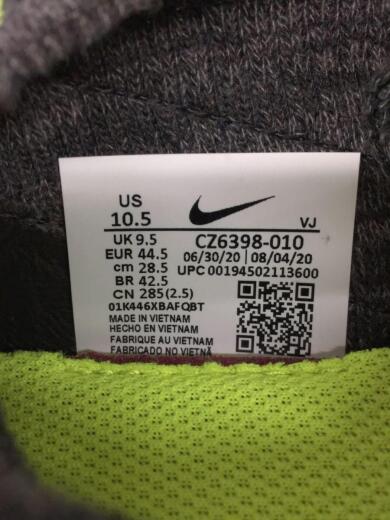 US
10.5
VJ
UK 9.5
CZ6398-010
EUR 44.5
06/30/20 | 08/04/20
cm 28.5
UPC 00194502113600
BR 42.5
CN 285 (2.5)
01K446XBAFQBT
MADE IN VIETNAM
HECHO EN VIETNAM
FABRIQUE AU VIETNAM
FABRICADO NO VIETNÃ